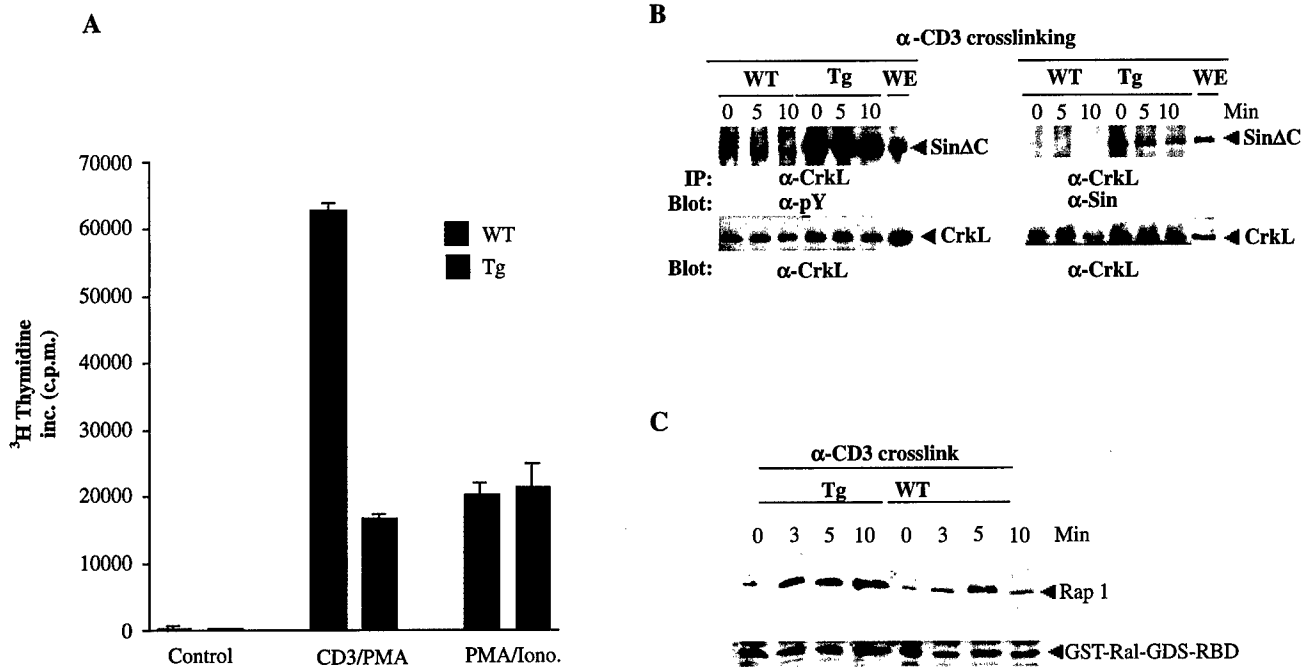 A
70000
60000
50000
40000
30000
20000
10000
0
³H Thymidine
inc. (c.p.m.)
WT
Tg
Control
CD3/PMA
PMA/Iono.
B
α-CD3 crosslinking
WT Tg WE
0 5 10 0 5 10
SinΔC
IP: α-CrkL
Blot: α-pY
CrkL
Blot: α-CrkL
WT Tg WE
0 5 10 0 5 10 Min
SinΔC
α-CrkL
α-Sin
CrkL
α-CrkL
C
α-CD3 crosslink
Tg WT
0 3 5 10 0 3 5 10 Min
Rap 1
GST-Ral-GDS-RBD